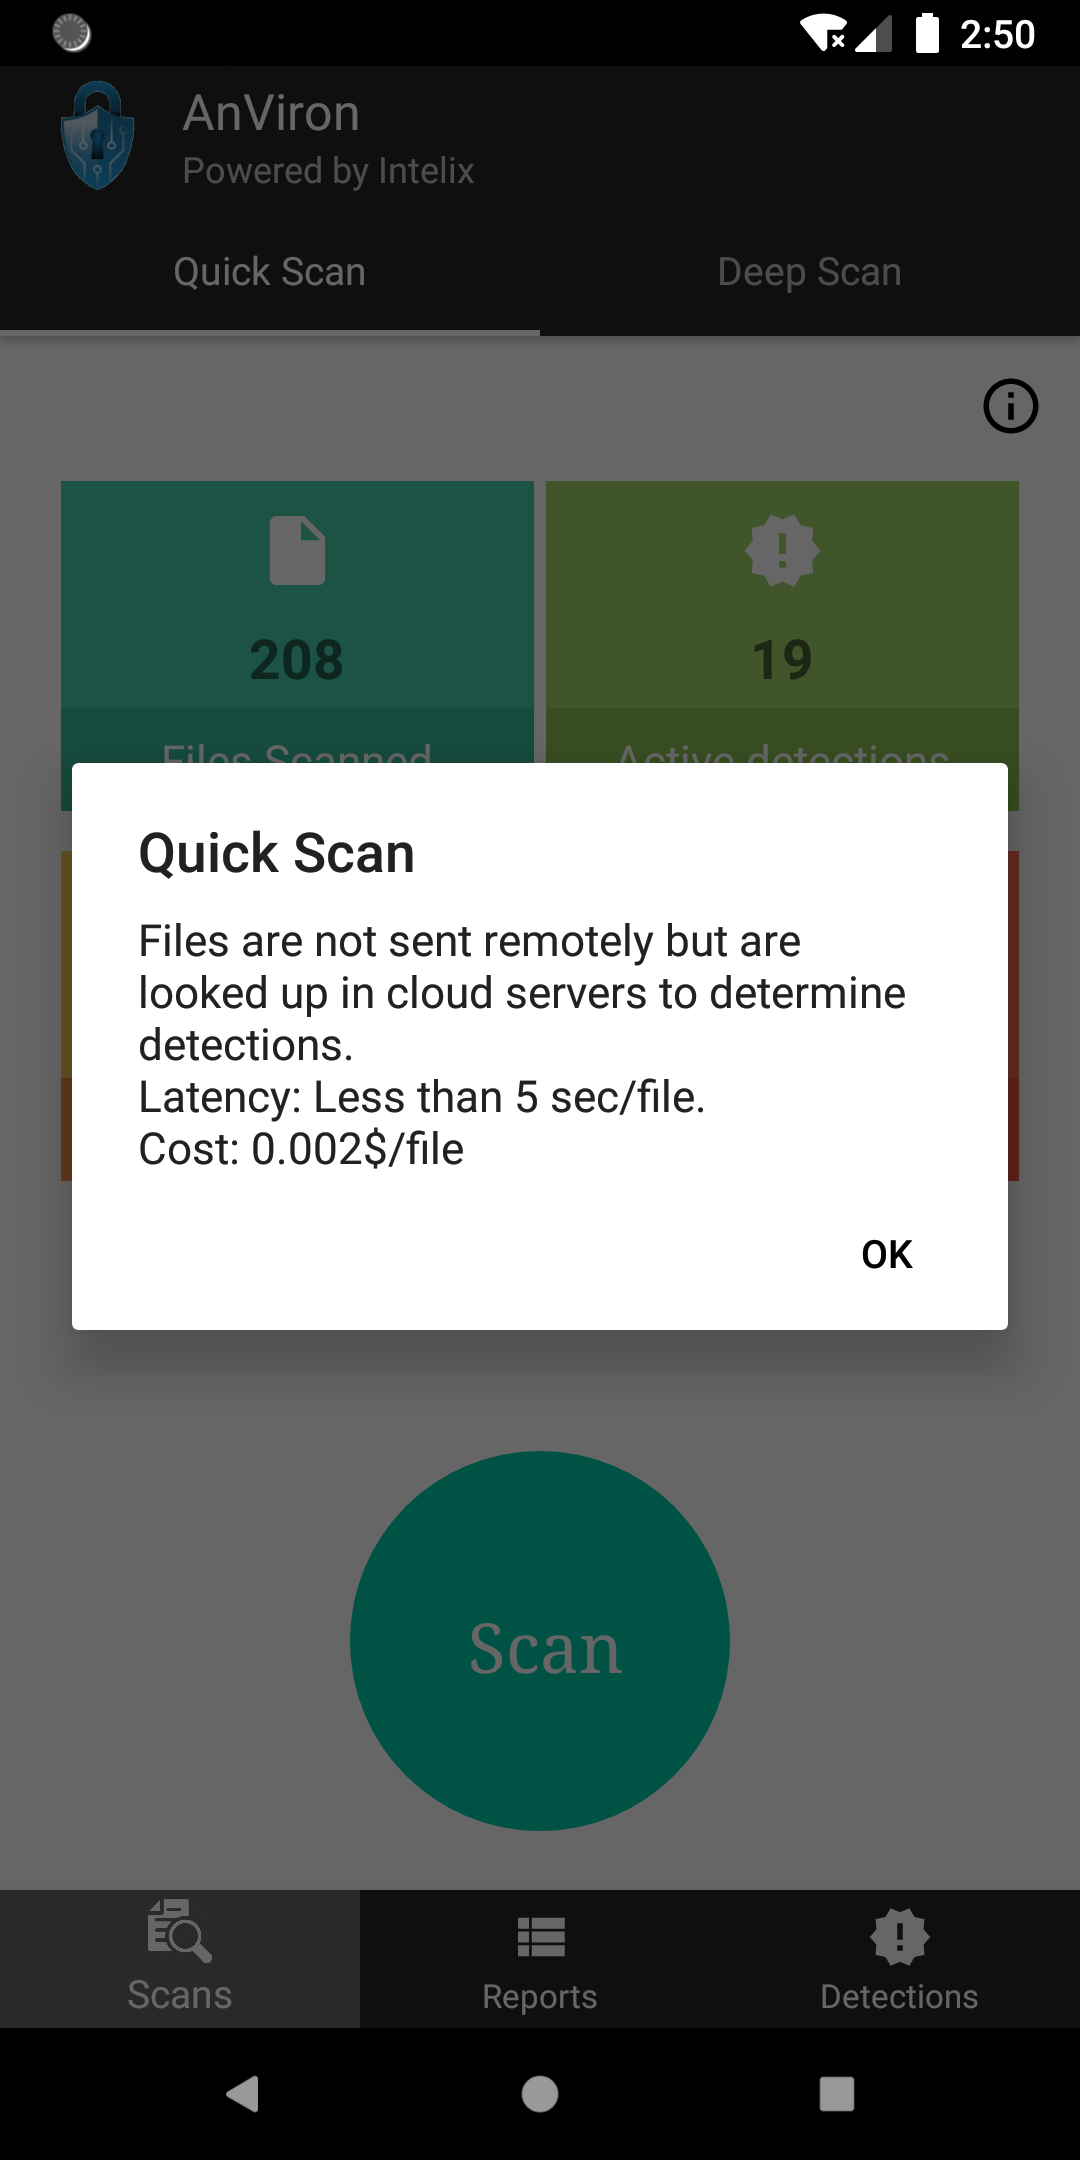 2:50
AnViron
Powered by Intelix
Quick Scan
Deep Scan
208
19
Files Scanned
Active detections
Quick Scan
Files are not sent remotely but are
looked up in cloud servers to determine
detections.
Latency: Less than 5 sec/file.
Cost: 0.002$/file
OK
Scan
Scans
Reports
Detections